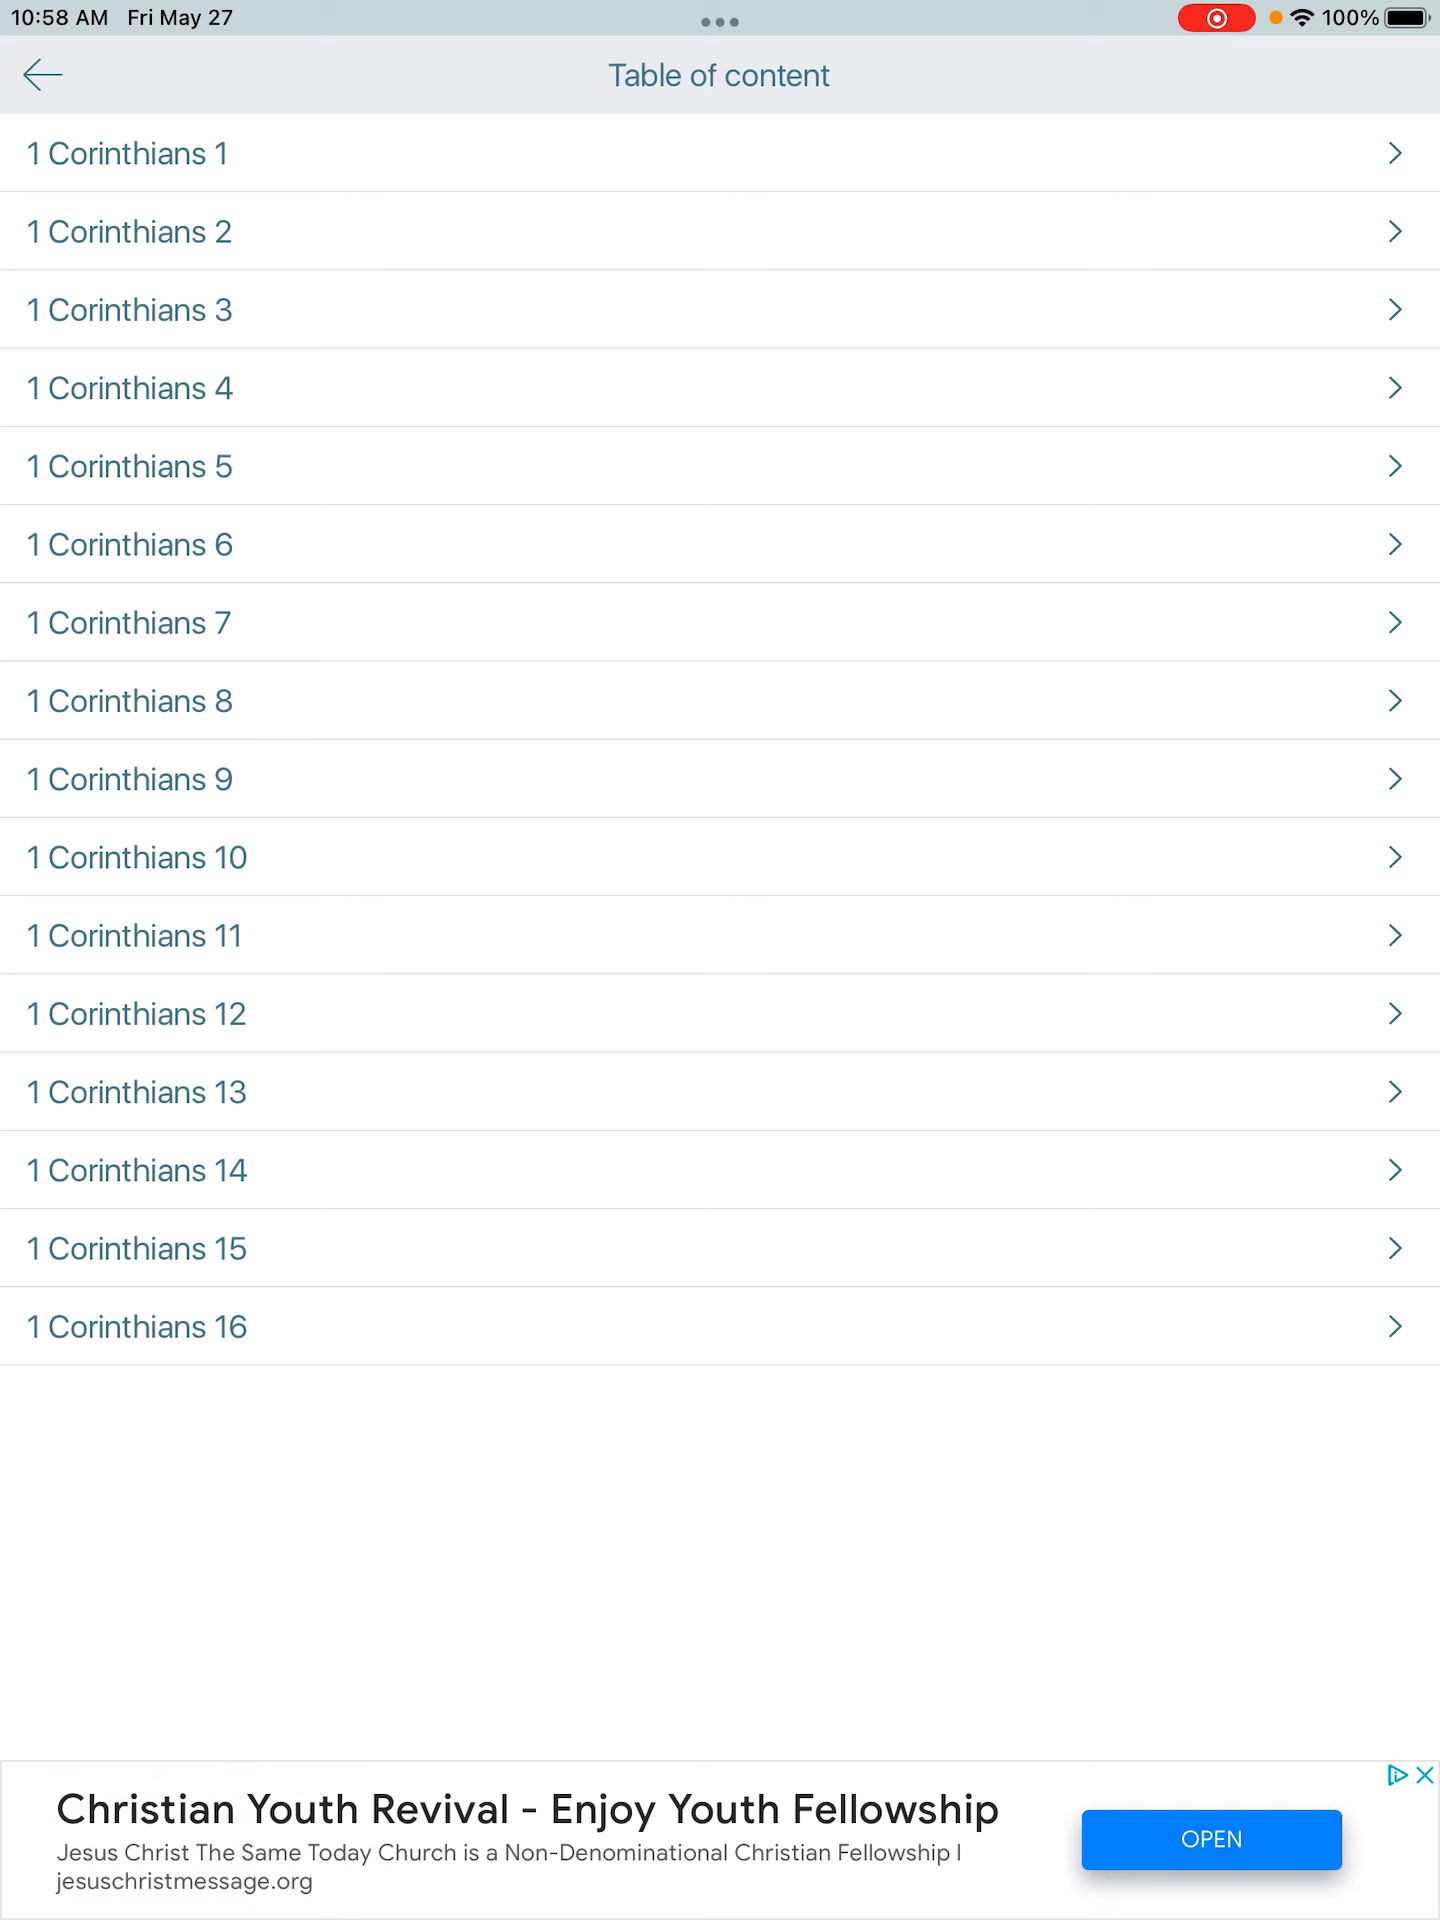 10:58 AM Fri May 27
100%
Table of content
1 Corinthians 1
1 Corinthians 2
1 Corinthians 3
1 Corinthians 4
1 Corinthians 5
1 Corinthians 6
1 Corinthians 7
1 Corinthians 8
1 Corinthians 9
1 Corinthians 10
1 Corinthians 11
1 Corinthians 12
1 Corinthians 13
1 Corinthians 14
1 Corinthians 15
1 Corinthians 16
Christian Youth Revival - Enjoy Youth Fellowship
Jesus Christ The Same Today Church is a Non-Denominational Christian Fellowship |
jesuschristmessage.org
OPEN